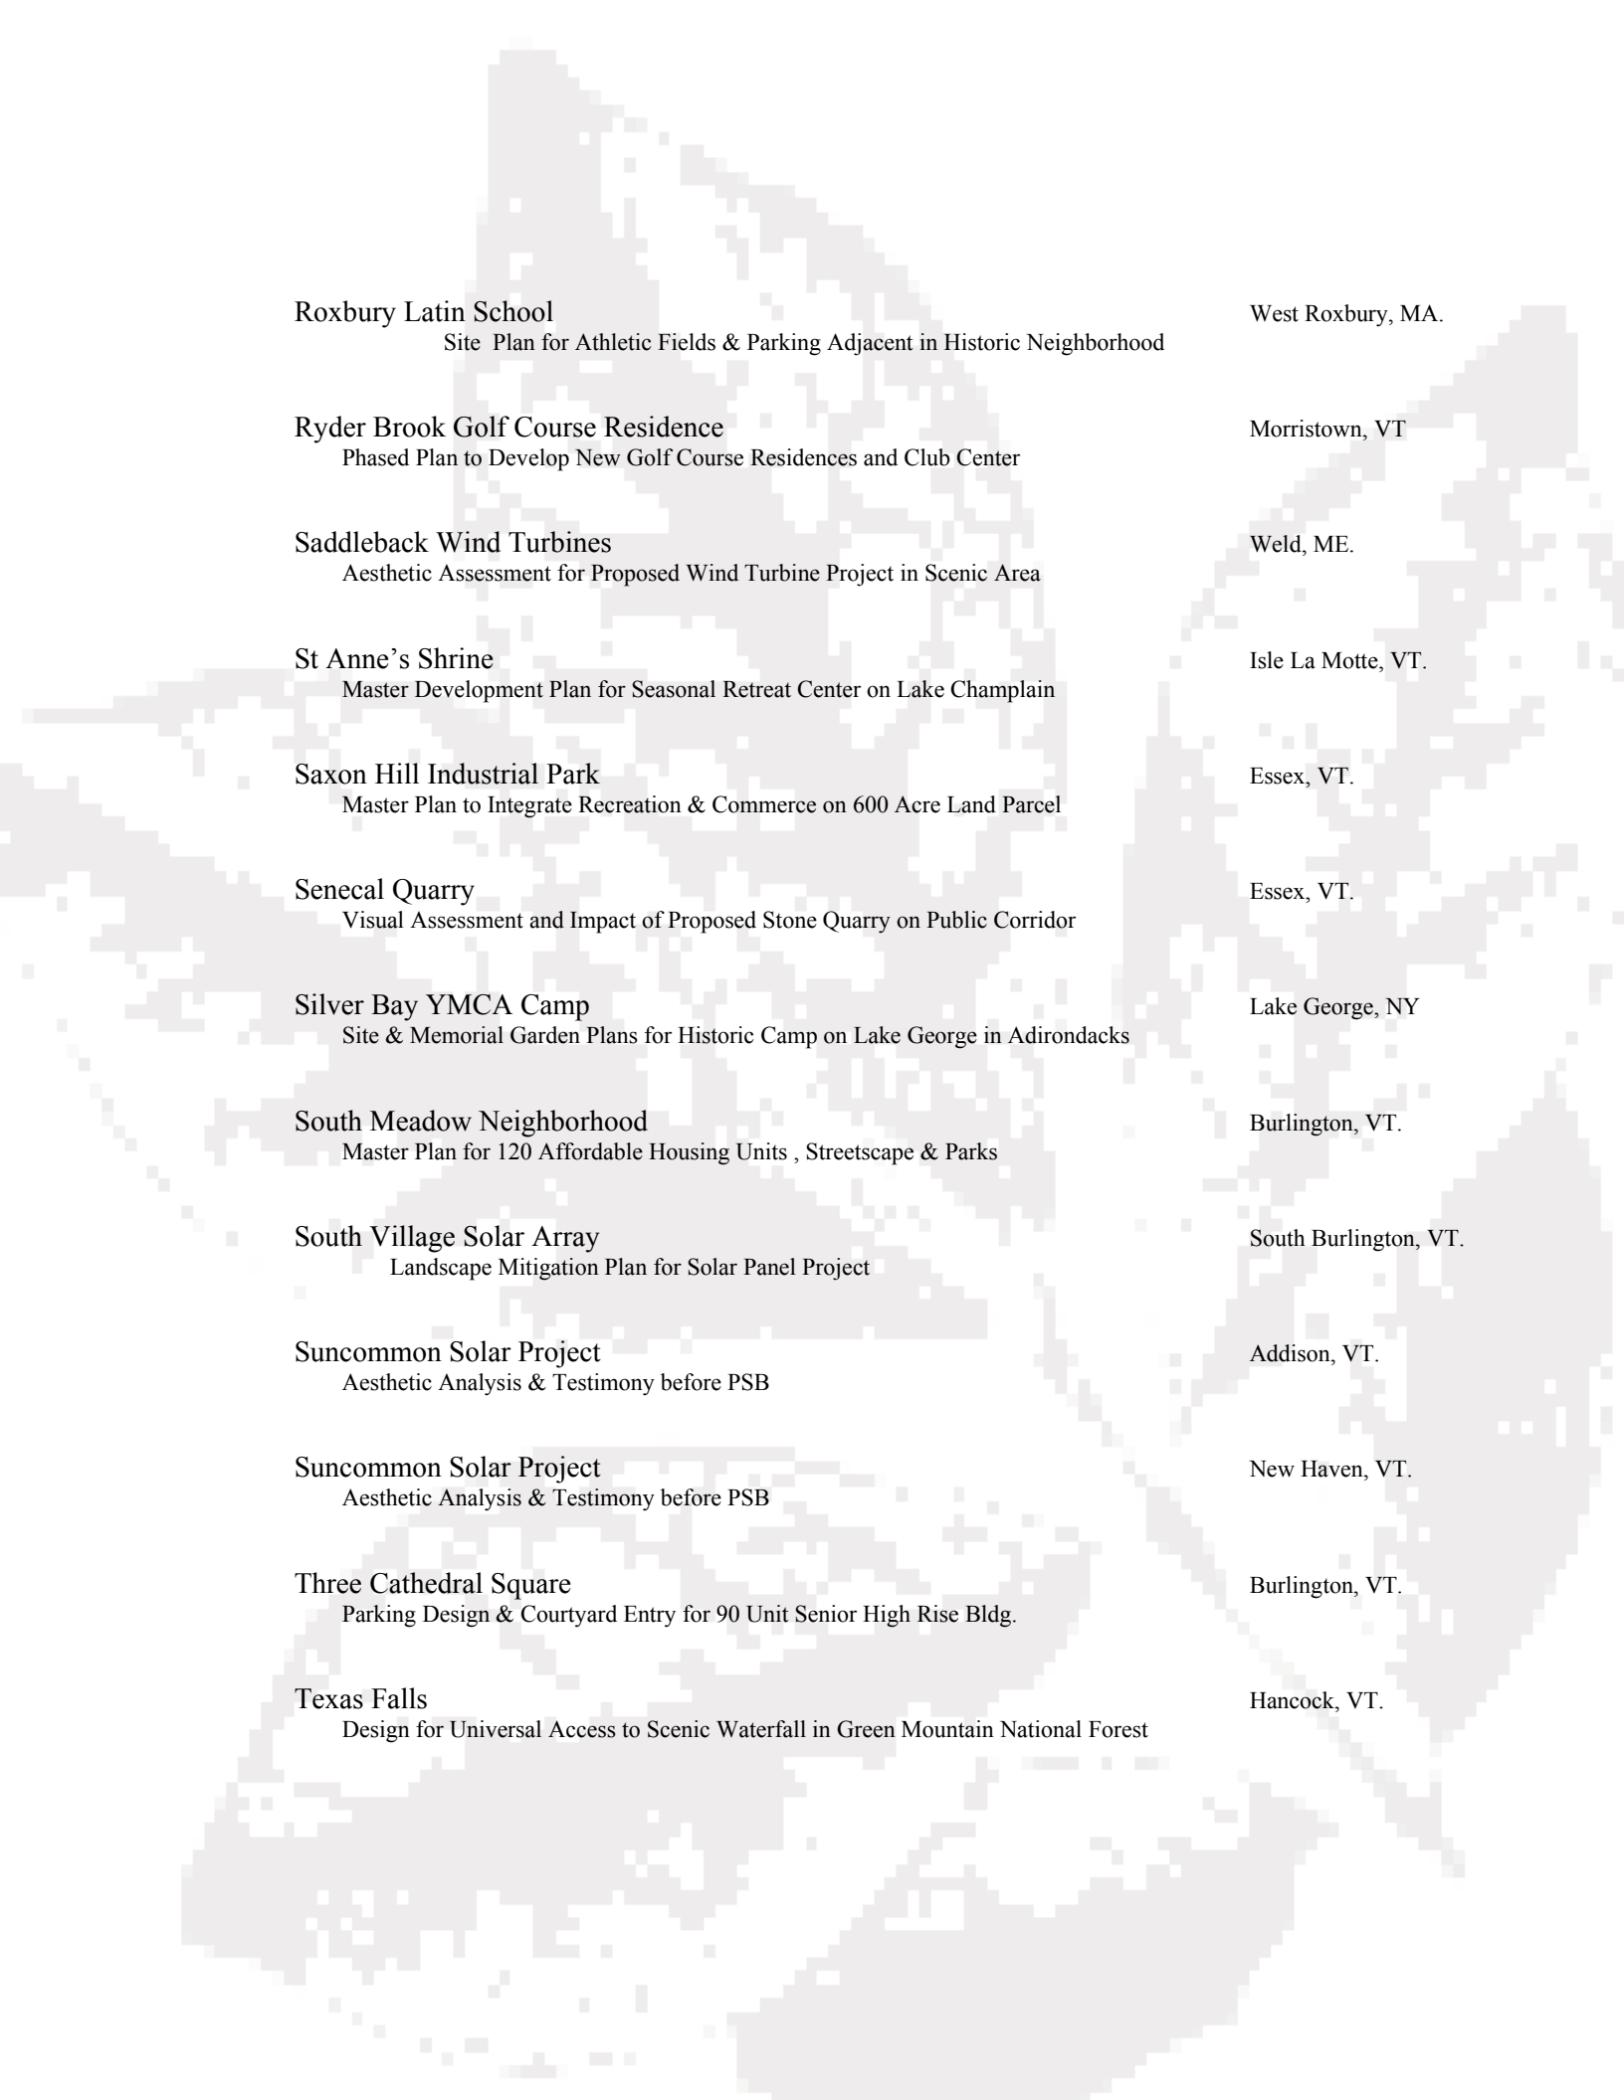 Roxbury Latin School West Roxbury, MA.
Site Plan for Athletic Fields & Parking Adjacent in Historic Neighborhood
Ryder Brook Golf Course Residence Morristown, VT
Phased Plan to Develop New Golf Course Residences and Club Center
Saddleback Wind Turbines Weld, ME.
Aesthetic Assessment for Proposed Wind Turbine Project in Scenic Area
St Anne’s Shrine Isle La Motte, VT.
Master Development Plan for Seasonal Retreat Center on Lake Champlain
Saxon Hill Industrial Park Essex, VT.
Master Plan to Integrate Recreation & Commerce on 600 Acre Land Parcel
Senecal Quarry Essex, VT.
Visual Assessment and Impact of Proposed Stone Quarry on Public Corridor
Silver Bay YMCA Camp Lake George, NY
Site & Memorial Garden Plans for Historic Camp on Lake George in Adirondacks
South Meadow Neighborhood Burlington, VT.
Master Plan for 120 Affordable Housing Units , Streetscape & Parks
South Village Solar Array South Burlington, VT.
Landscape Mitigation Plan for Solar Panel Project
Suncommon Solar Project Addison, VT.
Aesthetic Analysis & Testimony before PSB
Suncommon Solar Project New Haven, VT.
Aesthetic Analysis & Testimony before PSB
Three Cathedral Square Burlington, VT.
Parking Design & Courtyard Entry for 90 Unit Senior High Rise Bldg.
Texas Falls Hancock, VT.
Design for Universal Access to Scenic Waterfall in Green Mountain National Forest